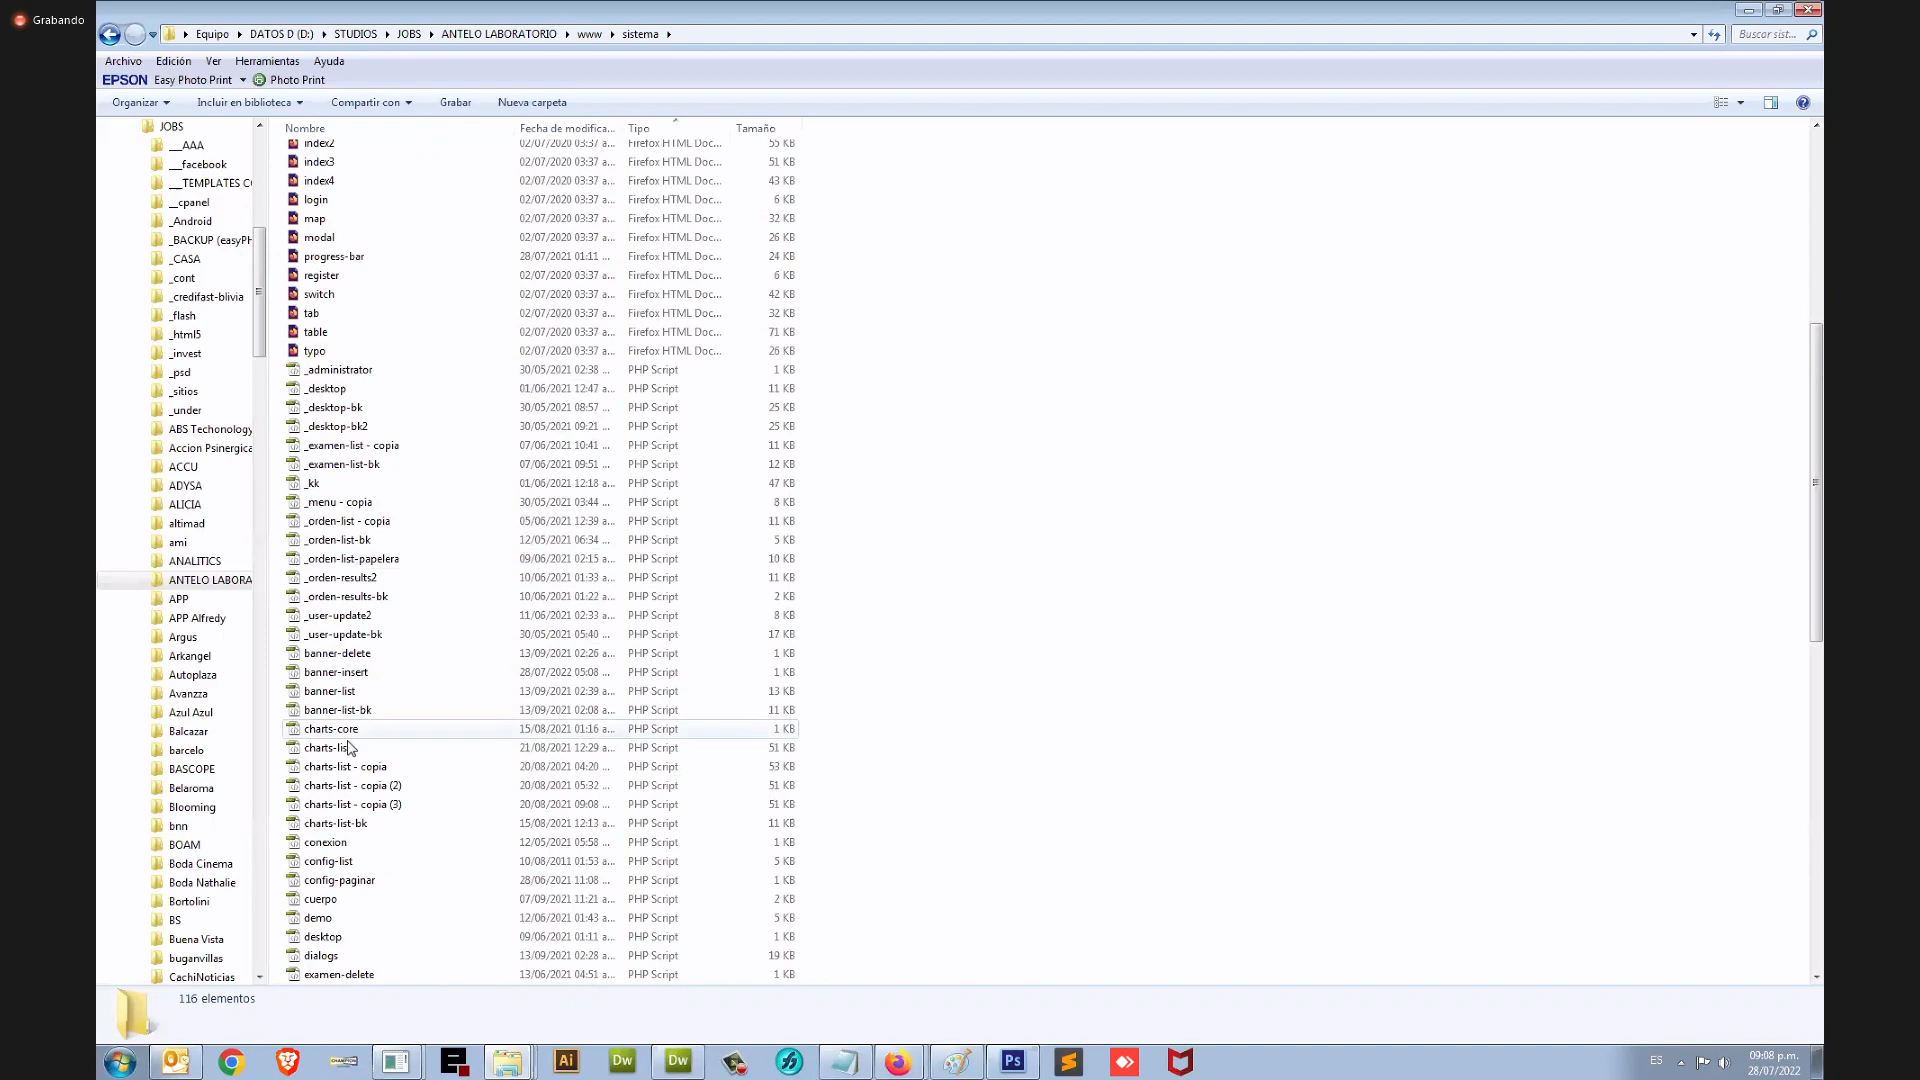 Grabando
Equipo DATOS D (D:) STUDIOS JOBS ANTELO LABORATORIO www sistema
Buscar sist...
Archivo Edición Ver Herramientas Ayuda
EPSON Easy Photo Print Photo Print
Organizar Incluir en biblioteca Compartir con Grabar Nueva carpeta
JOBS
___AAA
___facebook
___TEMPLATES C
__cpanel
_Android
_BACKUP (easyPH
_CASA
_cont
_credifast-blivia
_flash
_html5
_invest
_psd
_sitios
_under
ABS Techonology
Accion Psinergica
ACCU
ADYSA
ALICIA
altimad
ami
ANALITICS
ANTELO LABORA
APP
APP Alfredy
Argus
Arkangel
Autoplaza
Avanzza
Azul Azul
Balcazar
barcelo
BASCOPE
Belaroma
Blooming
bnn
BOAM
Boda Cinema
Boda Nathalie
Bortolini
BS
Buena Vista
buganvillas
CachiNoticias
Nombre Fecha de modifica... Tipo Tamaño
index2 02/07/2020 03:37 a... Firefox HTML Doc... 55 KB
index3 02/07/2020 03:37 a... Firefox HTML Doc... 51 KB
index4 02/07/2020 03:37 a... Firefox HTML Doc... 43 KB
login 02/07/2020 03:37 a... Firefox HTML Doc... 6 KB
map 02/07/2020 03:37 a... Firefox HTML Doc... 32 KB
modal 02/07/2020 03:37 a... Firefox HTML Doc... 26 KB
progress-bar 28/07/2021 01:11 ... Firefox HTML Doc... 24 KB
register 02/07/2020 03:37 a... Firefox HTML Doc... 6 KB
switch 02/07/2020 03:37 a... Firefox HTML Doc... 42 KB
tab 02/07/2020 03:37 a... Firefox HTML Doc... 32 KB
table 02/07/2020 03:37 a... Firefox HTML Doc... 71 KB
typo 02/07/2020 03:37 a... Firefox HTML Doc... 26 KB
_administrator 30/05/2021 02:38 ... PHP Script 1 KB
_desktop 01/06/2021 12:47 a... PHP Script 11 KB
_desktop-bk 30/05/2021 08:57 ... PHP Script 25 KB
_desktop-bk2 30/05/2021 09:21 ... PHP Script 25 KB
_examen-list - copia 07/06/2021 10:41 ... PHP Script 11 KB
_examen-list-bk 07/06/2021 09:51 ... PHP Script 12 KB
_kk 01/06/2021 12:18 a... PHP Script 47 KB
_menu - copia 30/05/2021 03:44 ... PHP Script 8 KB
_orden-list - copia 05/06/2021 12:39 a... PHP Script 11 KB
_orden-list-bk 12/05/2021 06:34 ... PHP Script 5 KB
_orden-list-papelera 09/06/2021 02:15 a... PHP Script 10 KB
_orden-results2 10/06/2021 01:33 a... PHP Script 11 KB
_orden-results-bk 10/06/2021 01:22 a... PHP Script 2 KB
_user-update2 11/06/2021 02:33 a... PHP Script 8 KB
_user-update-bk 30/05/2021 05:40 ... PHP Script 17 KB
banner-delete 13/09/2021 02:26 a... PHP Script 1 KB
banner-insert 28/07/2022 05:08 ... PHP Script 1 KB
banner-list 13/09/2021 02:39 a... PHP Script 13 KB
banner-list-bk 13/09/2021 02:08 a... PHP Script 11 KB
charts-core 15/08/2021 01:16 a... PHP Script 1 KB
charts-list 21/08/2021 12:29 a... PHP Script 51 KB
charts-list - copia 20/08/2021 04:20 ... PHP Script 53 KB
charts-list - copia (2) 20/08/2021 05:32 ... PHP Script 51 KB
charts-list - copia (3) 20/08/2021 09:08 ... PHP Script 51 KB
charts-list-bk 15/08/2021 12:13 a... PHP Script 11 KB
conexion 12/05/2021 05:58 ... PHP Script 1 KB
config-list 10/08/2011 01:53 a... PHP Script 5 KB
config-paginar 28/06/2021 11:08 ... PHP Script 1 KB
cuerpo 07/09/2021 11:21 a... PHP Script 2 KB
demo 12/06/2021 01:43 a... PHP Script 5 KB
desktop 09/06/2021 01:11 a... PHP Script 1 KB
dialogs 13/09/2021 02:28 a... PHP Script 19 KB
examen-delete 13/06/2021 04:51 a... PHP Script 1 KB
116 elementos
Ai Dw Dw Ps
ES
09:08 p.m.
28/07/2022